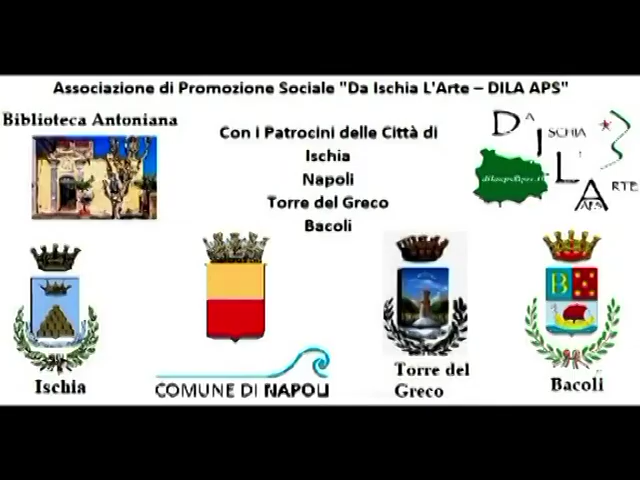 Associazione di Promozione Sociale "Da Ischia L'Arte – DILA APS"
Biblioteca Antoniana
Con i Patrocini delle Città di
Ischia
Napoli
Torre del Greco
Bacoli
DA
ISCHIA
L'
ARTE
APS
B
Ischia
COMUNE DI NAPOLI
Torre del
Greco
Bacoli